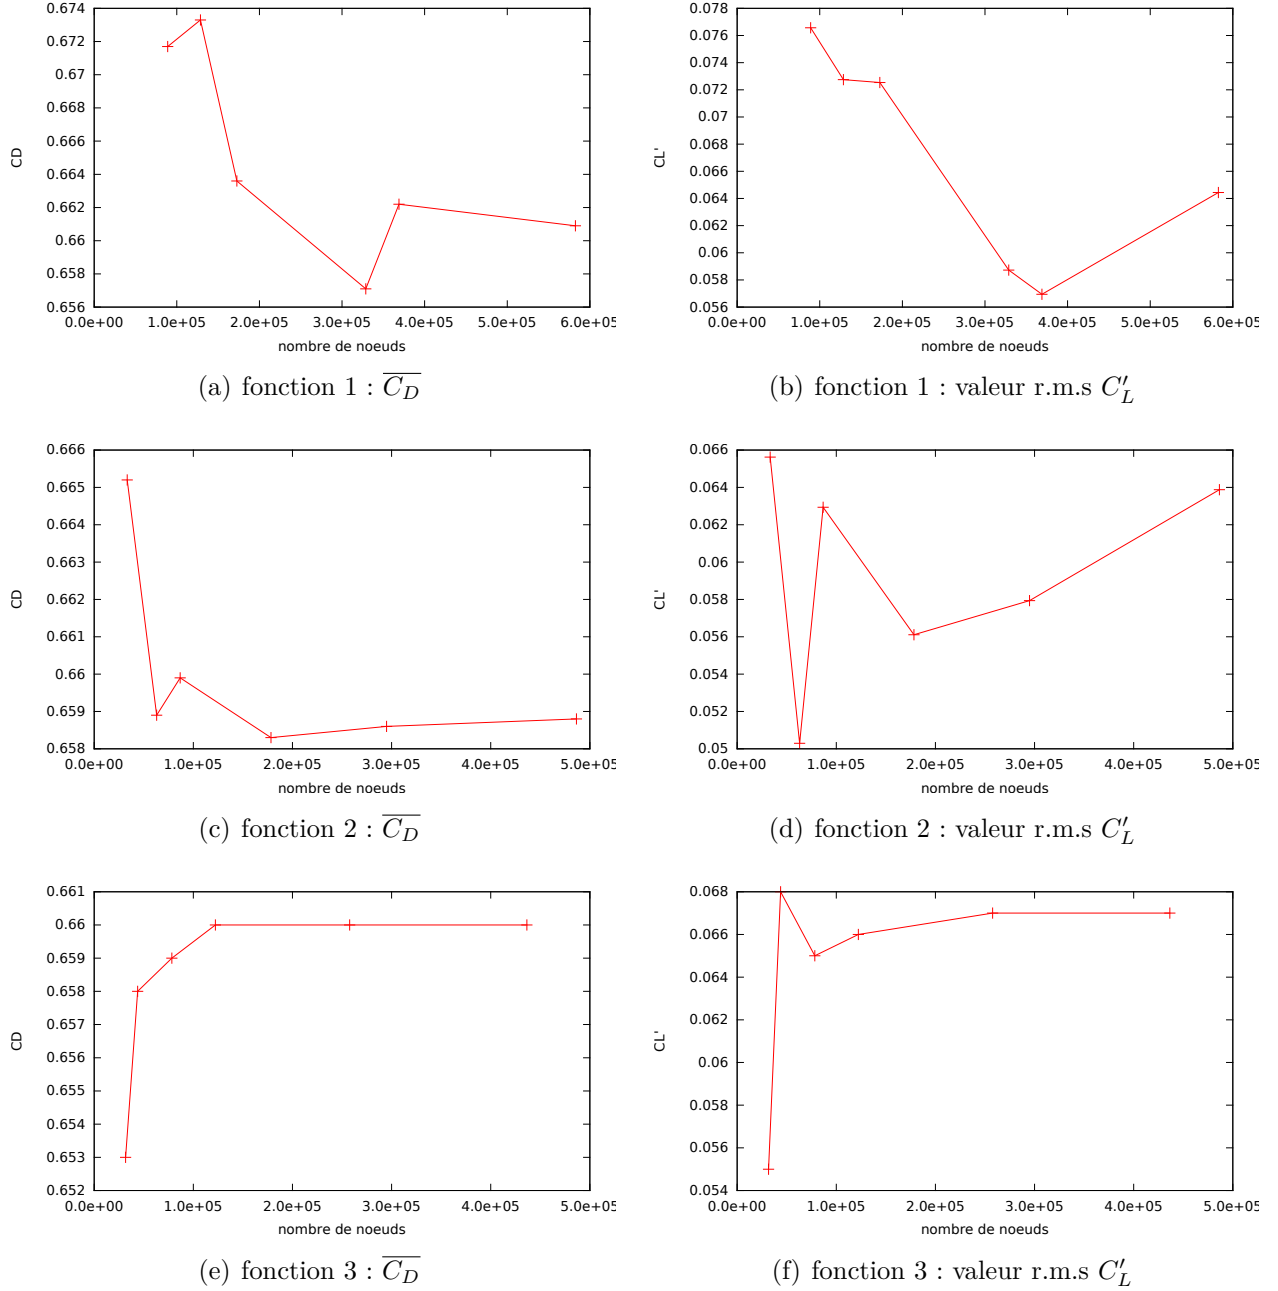 0.674
0.672
0.67
0.668
0.666
0.664
0.662
0.66
0.658
0.656
CD
0.0e+00 1.0e+05 2.0e+05 3.0e+05 4.0e+05 5.0e+05 6.0e+05
nombre de noeuds
(a) fonction 1 : $\overline{C_D}$
0.078
0.076
0.074
0.072
0.07
0.068
0.066
0.064
0.062
0.06
0.058
0.056
CL'
0.0e+00 1.0e+05 2.0e+05 3.0e+05 4.0e+05 5.0e+05 6.0e+05
nombre de noeuds
(b) fonction 1 : valeur r.m.s $C'_L$
0.666
0.665
0.664
0.663
0.662
0.661
0.66
0.659
0.658
CD
0.0e+00 1.0e+05 2.0e+05 3.0e+05 4.0e+05 5.0e+05
nombre de noeuds
(c) fonction 2 : $\overline{C_D}$
0.066
0.064
0.062
0.06
0.058
0.056
0.054
0.052
0.05
CL'
0.0e+00 1.0e+05 2.0e+05 3.0e+05 4.0e+05 5.0e+05
nombre de noeuds
(d) fonction 2 : valeur r.m.s $C'_L$
0.661
0.66
0.659
0.658
0.657
0.656
0.655
0.654
0.653
0.652
CD
0.0e+00 1.0e+05 2.0e+05 3.0e+05 4.0e+05 5.0e+05
nombre de noeuds
(e) fonction 3 : $\overline{C_D}$
0.068
0.066
0.064
0.062
0.06
0.058
0.056
0.054
CL'
0.0e+00 1.0e+05 2.0e+05 3.0e+05 4.0e+05 5.0e+05
nombre de noeuds
(f) fonction 3 : valeur r.m.s $C'_L$